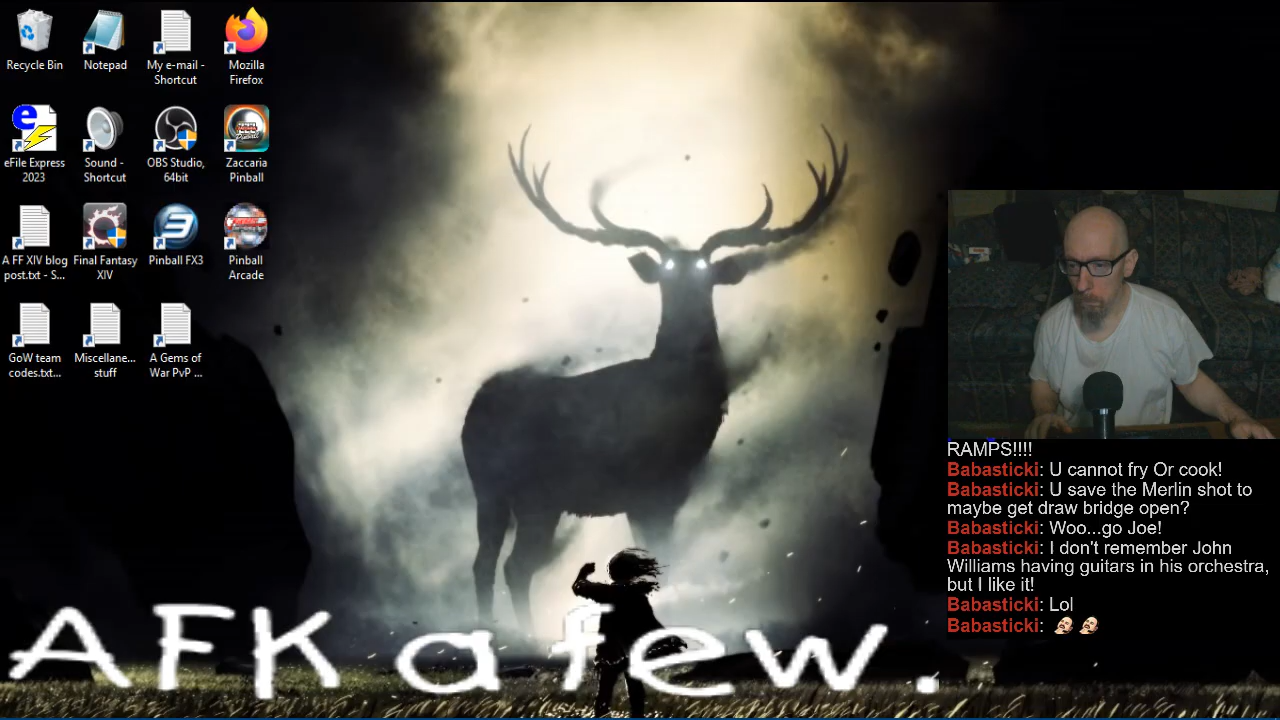 Recycle Bin
Notepad
My e-mail -
Shortcut
Mozilla
Firefox
eFile Express
2023
Sound -
Shortcut
OBS Studio,
64bit
Zaccaria
Pinball
A FF XIV blog
post.txt - S...
Final Fantasy
XIV
Pinball FX3
Pinball
Arcade
GoW team
codes.txt...
Miscellane...
stuff
A Gems of
War PvP ...
RAMPS!!!!
Babasticki: U cannot fry Or cook!
Babasticki: U save the Merlin shot to
maybe get draw bridge open?
Babasticki: Woo...go Joe!
Babasticki: I don't remember John
Williams having guitars in his orchestra,
but I like it!
Babasticki: Lol
Babasticki:
AFK a few.